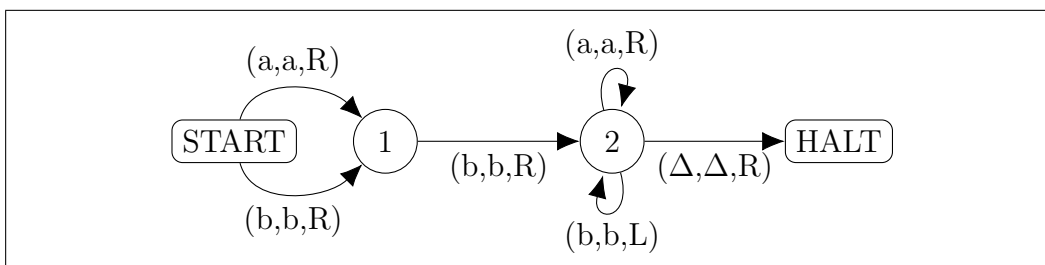 (a,a,R)
(a,a,R)
START
1
2
HALT
(b,b,R)
(Δ,Δ,R)
(b,b,R)
(b,b,L)